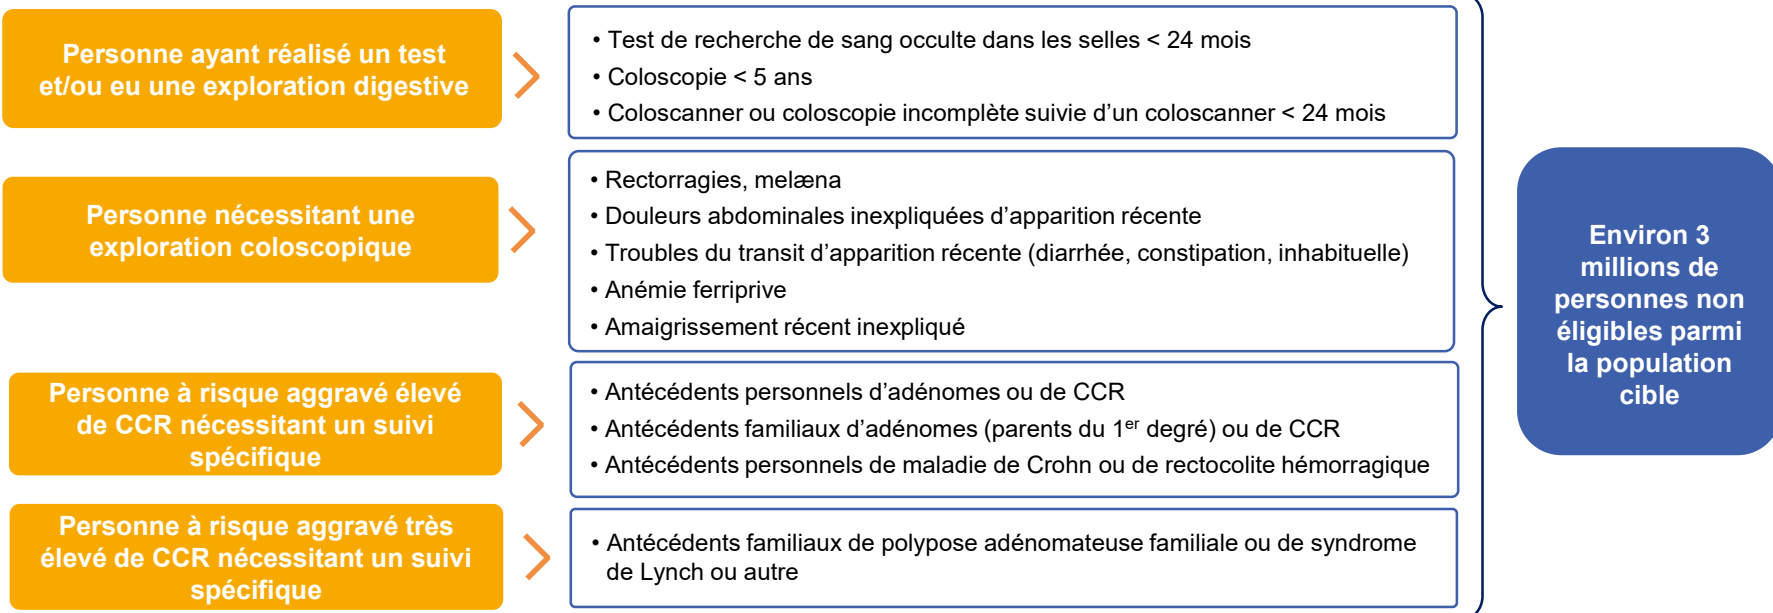 Personne ayant réalisé un test
et/ou eu une exploration digestive
• Test de recherche de sang occulte dans les selles < 24 mois
• Coloscopie < 5 ans
• Coloscanner ou coloscopie incomplète suivie d’un coloscanner < 24 mois
Personne nécessitant une
exploration coloscopique
• Rectorragies, melæna
• Douleurs abdominales inexpliquées d’apparition récente
• Troubles du transit d’apparition récente (diarrhée, constipation, inhabituelle)
• Anémie ferriprive
• Amaigrissement récent inexpliqué
Personne à risque aggravé élevé
de CCR nécessitant un suivi
spécifique
• Antécédents personnels d’adénomes ou de CCR
• Antécédents familiaux d’adénomes (parents du 1er degré) ou de CCR
• Antécédents personnels de maladie de Crohn ou de rectocolite hémorragique
Personne à risque aggravé très
élevé de CCR nécessitant un suivi
spécifique
• Antécédents familiaux de polypose adénomateuse familiale ou de syndrome
de Lynch ou autre
Environ 3
millions de
personnes non
éligibles parmi
la population
cible